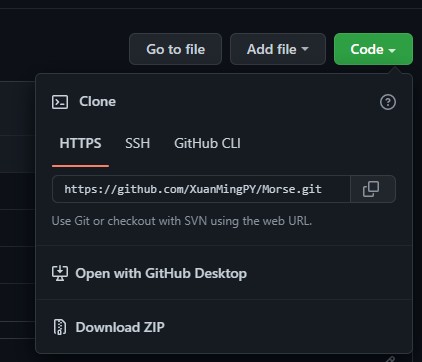 Go to file Add file Code
Clone
HTTPS SSH GitHub CLI
https://github.com/XuanMingPY/Morse.git
Use Git or checkout with SVN using the web URL.
Open with GitHub Desktop
Download ZIP